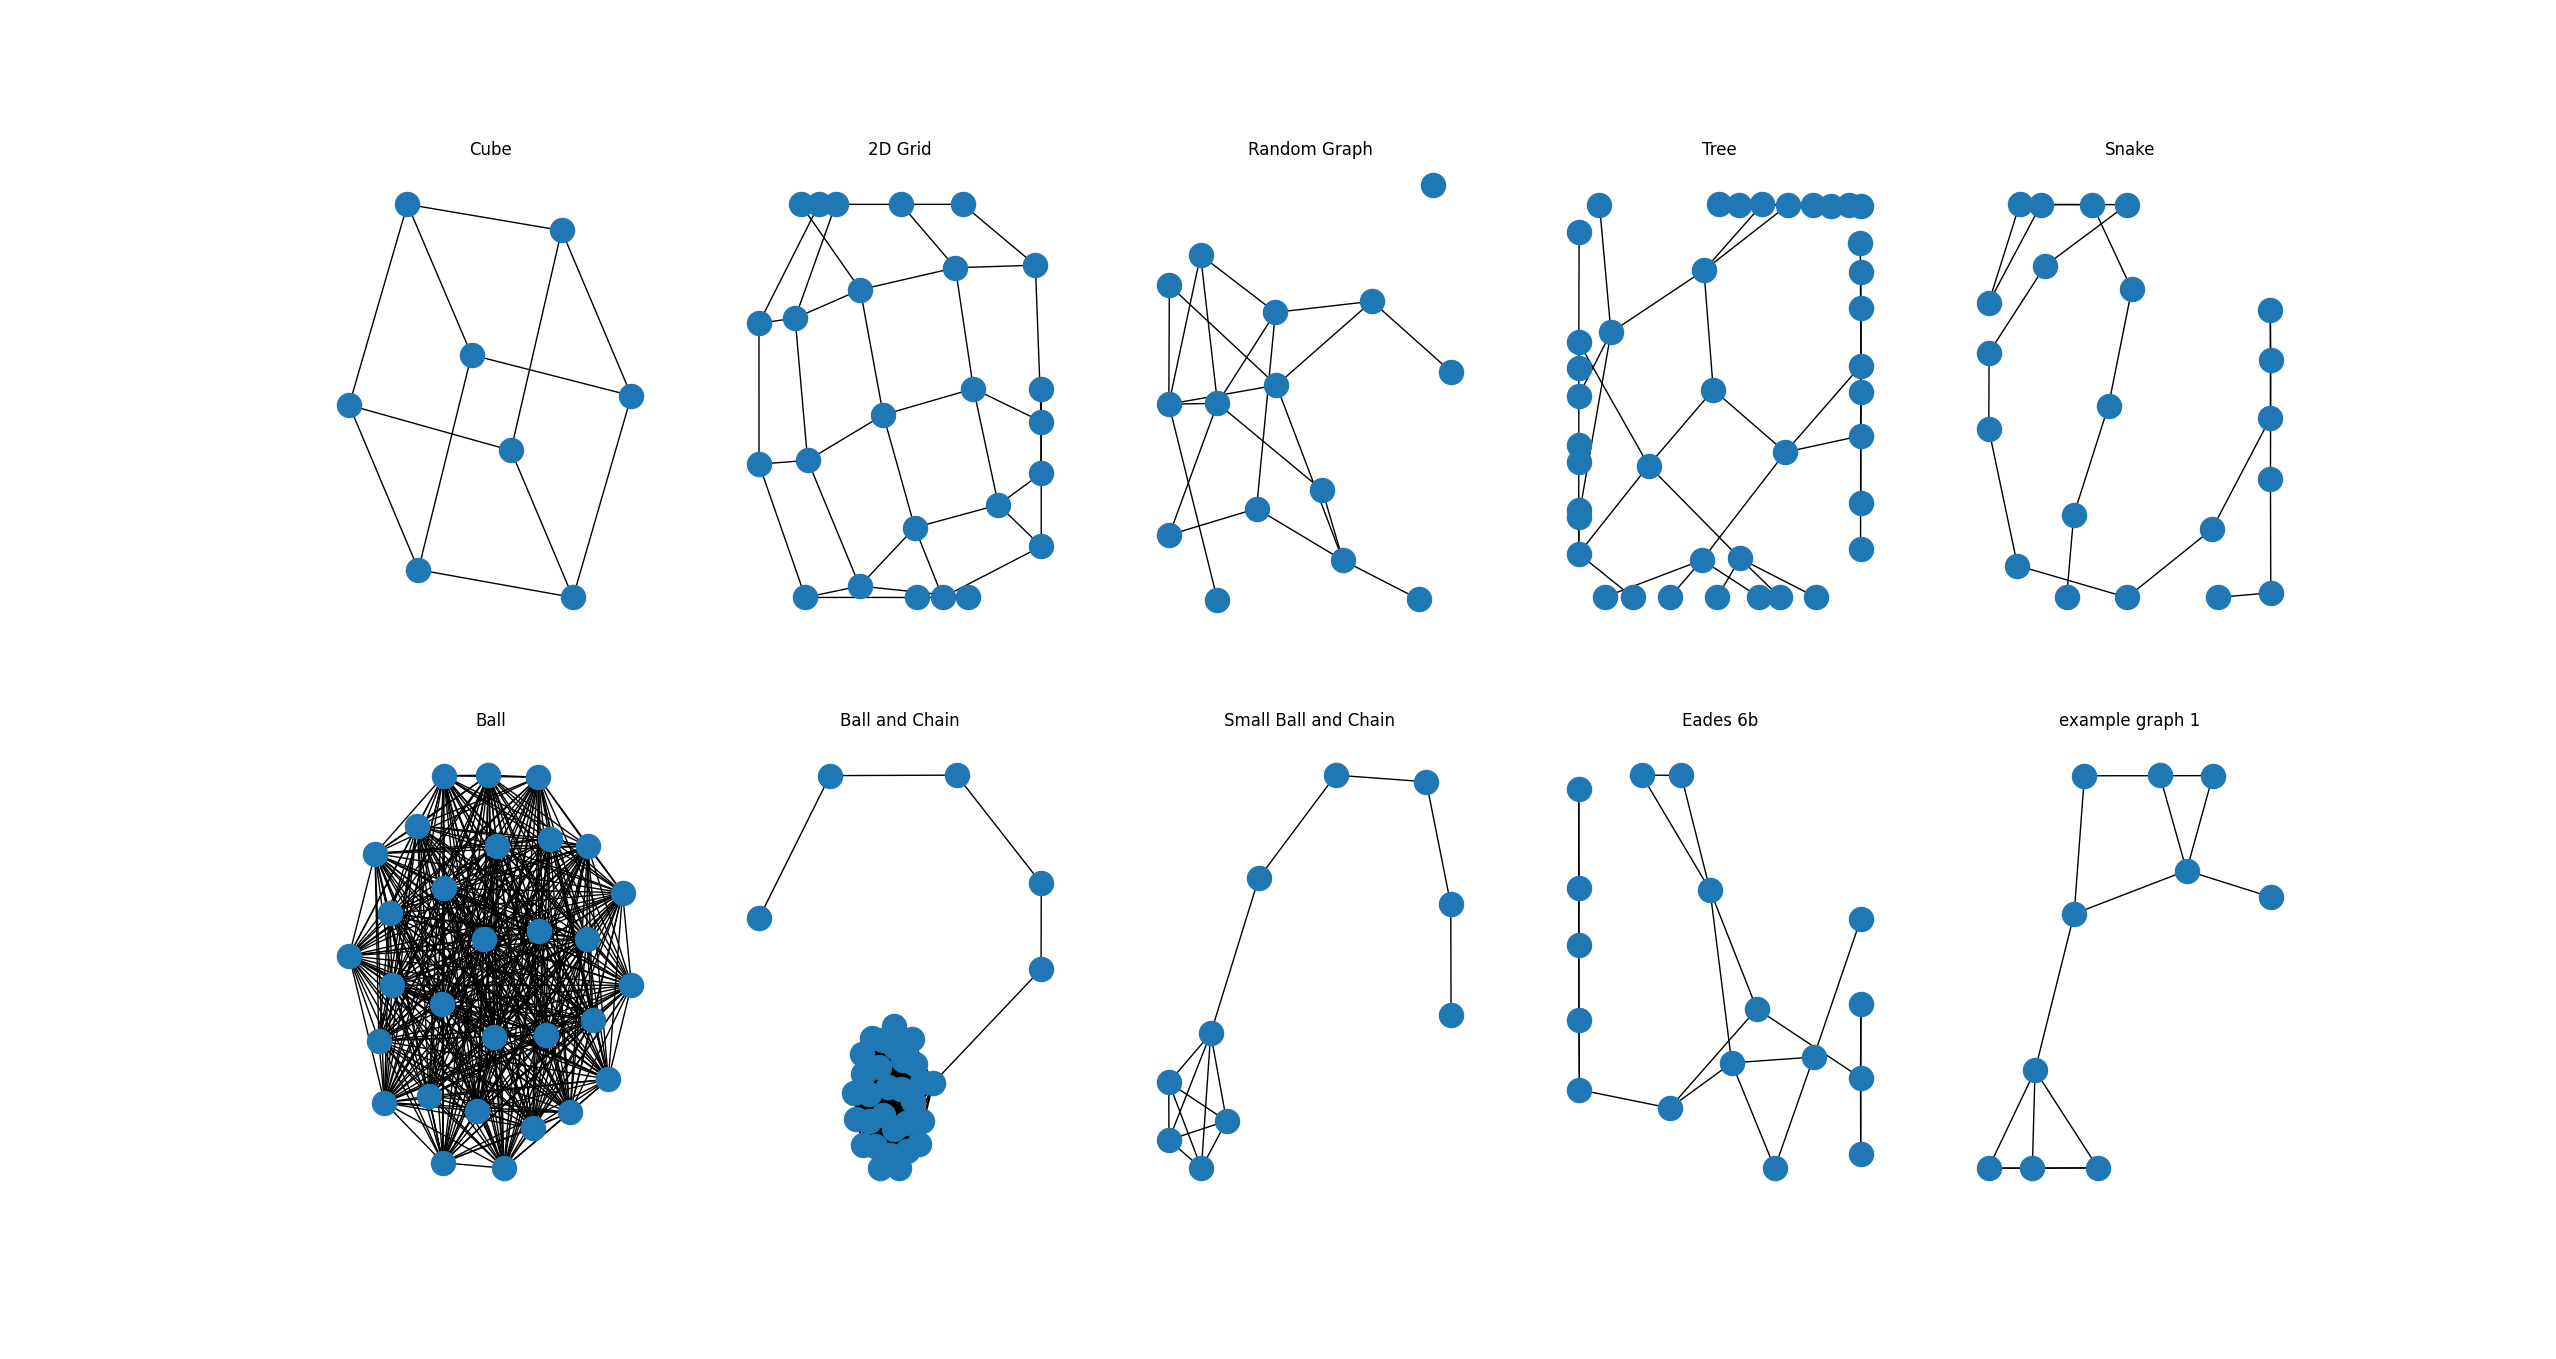 Cube
2D Grid
Random Graph
Tree
Snake
Ball
Ball and Chain
Small Ball and Chain
Eades 6b
example graph 1